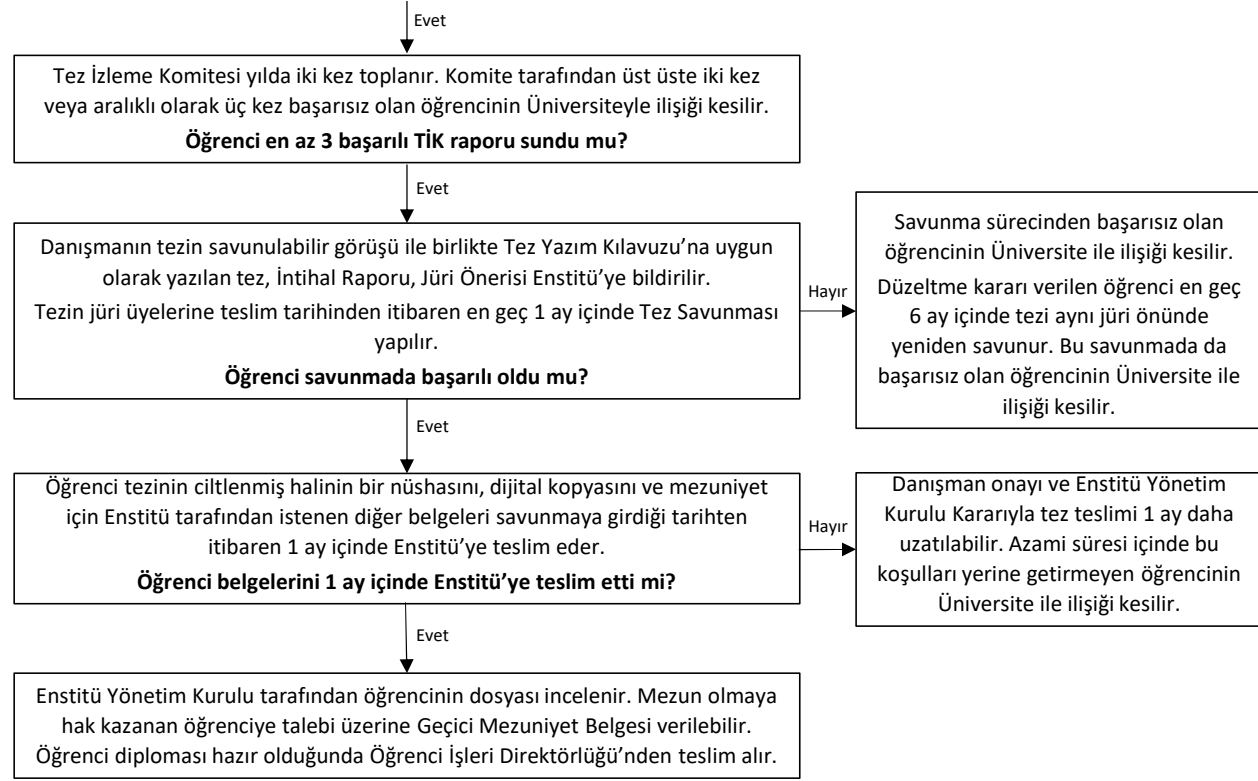 Evet
Tez İzleme Komitesi yılda iki kez toplanır. Komite tarafından üst üste iki kez
veya aralıklı olarak üç kez başarısız olan öğrencinin Üniversiteyle ilişiği kesilir.
Öğrenci en az 3 başarılı TİK raporu sundu mu?
Evet
Danışmanın tezin savunulabilir görüşü ile birlikte Tez Yazım Kılavuzu’na uygun
olarak yazılan tez, İntihal Raporu, Jüri Önerisi Enstitü’ye bildirilir.
Tezin jüri üyelerine teslim tarihinden itibaren en geç 1 ay içinde Tez Savunması
yapılır.
Öğrenci savunmada başarılı oldu mu?
Hayır
Savunma sürecinden başarısız olan
öğrencinin Üniversite ile ilişiği kesilir.
Düzeltme kararı verilen öğrenci en geç
6 ay içinde tezi aynı jüri önünde
yeniden savunur. Bu savunmada da
başarısız olan öğrencinin Üniversite ile
ilişiği kesilir.
Evet
Öğrenci tezinin ciltlenmiş halinin bir nüshasını, dijital kopyasını ve mezuniyet
için Enstitü tarafından istenen diğer belgeleri savunmaya girdiği tarihten
itibaren 1 ay içinde Enstitü’ye teslim eder.
Öğrenci belgelerini 1 ay içinde Enstitü’ye teslim etti mi?
Hayır
Danışman onayı ve Enstitü Yönetim
Kurulu Kararıyla tez teslimi 1 ay daha
uzatılabilir. Azami süresi içinde bu
koşulları yerine getirmeyen öğrencinin
Üniversite ile ilişiği kesilir.
Evet
Enstitü Yönetim Kurulu tarafından öğrencinin dosyası incelenir. Mezun olmaya
hak kazanan öğrenciye talebi üzerine Geçici Mezuniyet Belgesi verilebilir.
Öğrenci diploması hazır olduğunda Öğrenci İşleri Direktörlüğü’nden teslim alır.